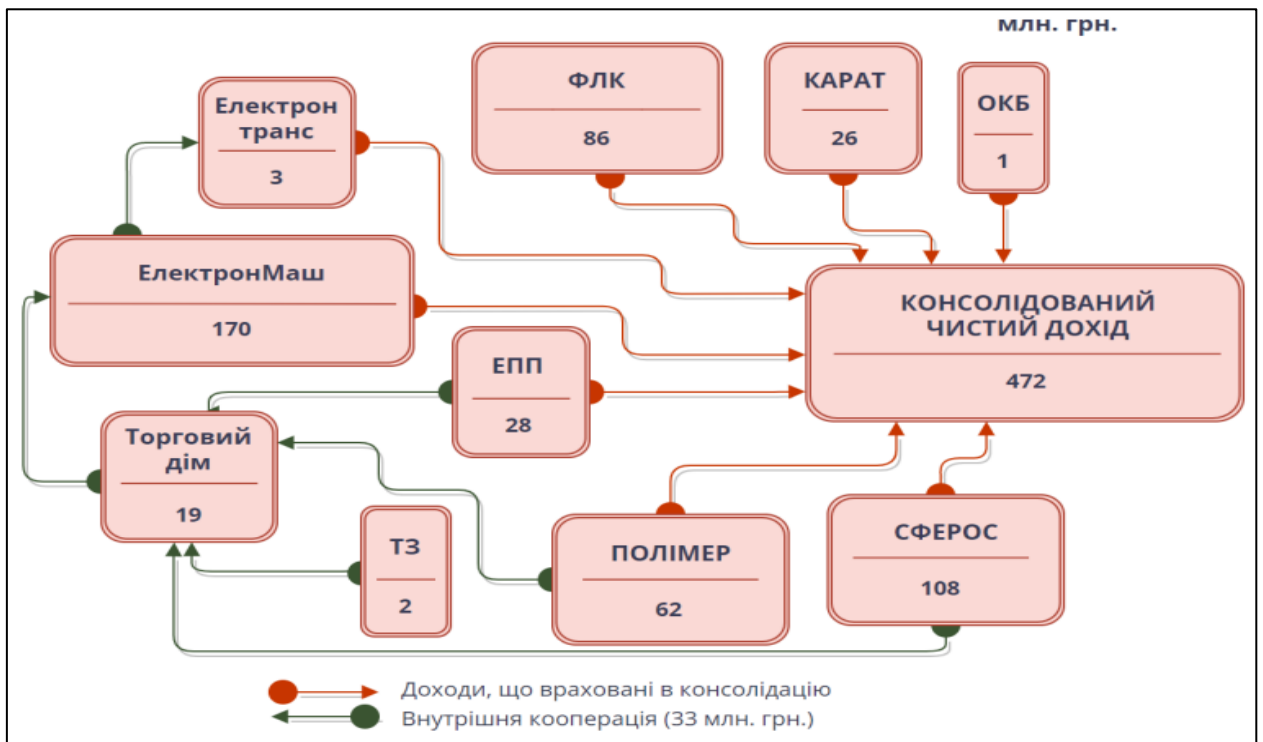 млн. грн.
ФЛК
86
КАРАТ
26
ОКБ
1
Електрон
транс
3
ЕлектронМаш
170
КОНСОЛІДОВАНИЙ
ЧИСТИЙ ДОХІД
472
ЕПП
28
Торговий
дім
19
ТЗ
2
ПОЛІМЕР
62
СФЕРОС
108
Доходи, що враховані в консолідацію
Внутрішня кооперація (33 млн. грн.)